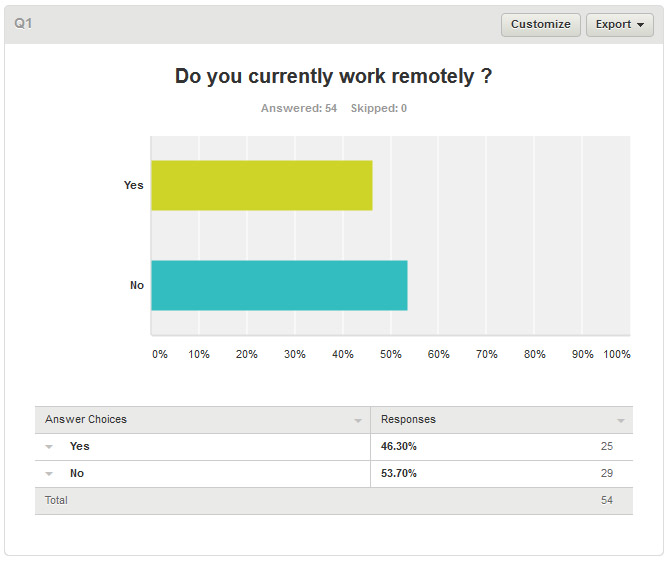 Q1 Customize Export
Do you currently work remotely ?
Answered: 54 Skipped: 0
Yes
No
0% 10% 20% 30% 40% 50% 60% 70% 80% 90% 100%
Answer Choices Responses
Yes 46.30% 25
No 53.70% 29
Total 54